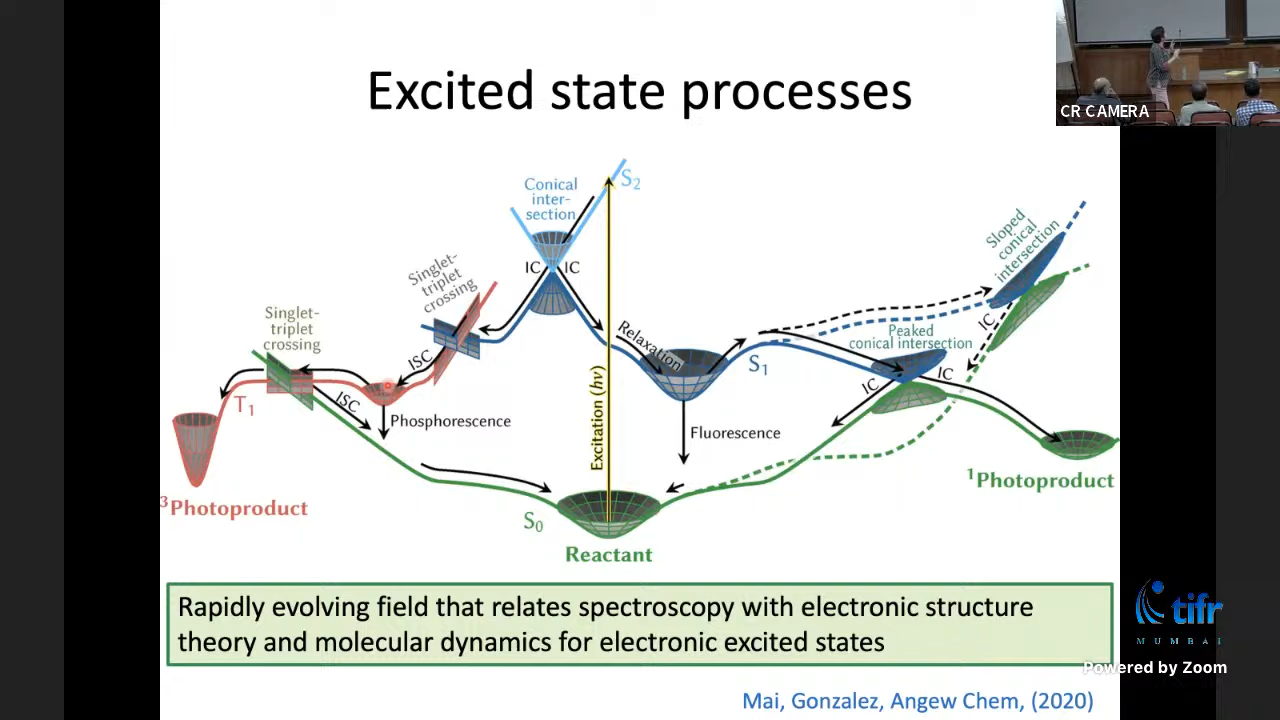 Excited state processes
CR CAMERA
Conical
inter-
section
S2
IC
IC
Singlet-
triplet
crossing
Singlet-
triplet
crossing
Sloped
conical
intersection
IC
Peaked
conical intersection
IC
IC
Relaxation
S1
ISC
ISC
T1
Phosphorescence
Excitation (hν)
Fluorescence
3Photoproduct
1Photoproduct
S0
Reactant
Rapidly evolving field that relates spectroscopy with electronic structure
theory and molecular dynamics for electronic excited states
Mai, Gonzalez, Angew Chem, (2020)
tifr
MUMBAI
Powered by Zoom